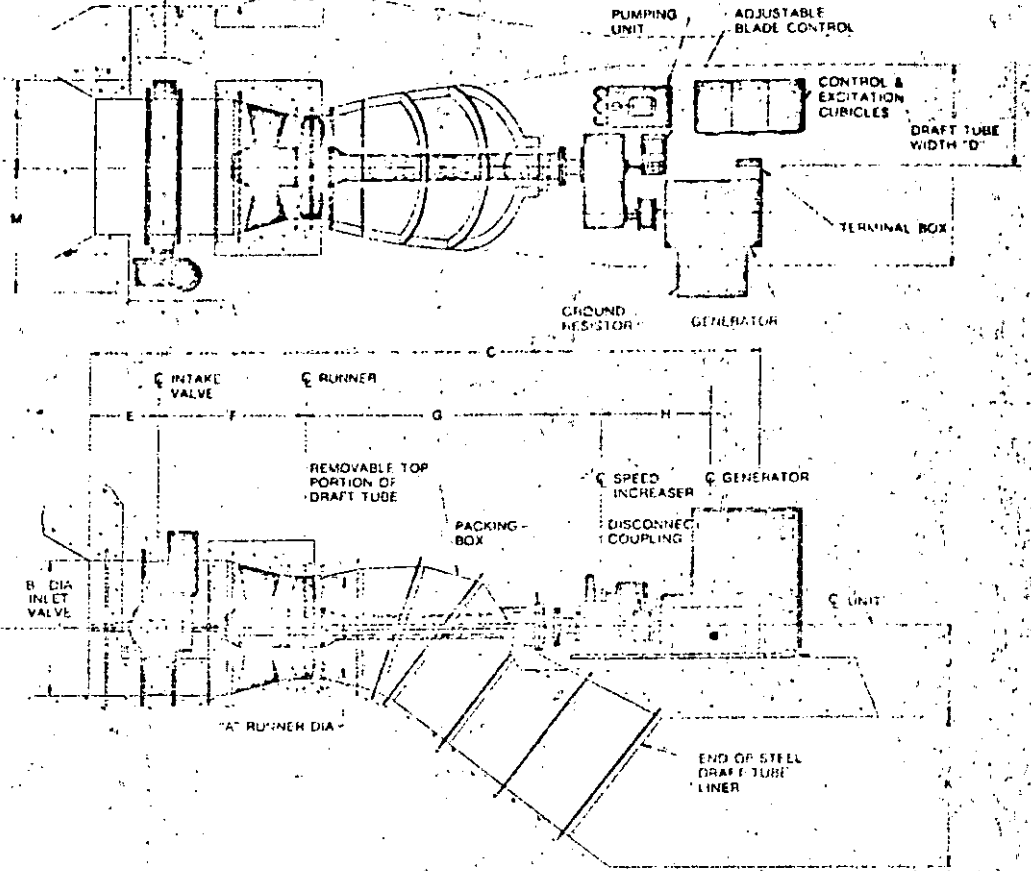 PUMPING
UNIT
ADJUSTABLE
BLADE CONTROL
CONTROL &
EXCITATION
CUBICLES
DRAFT TUBE
WIDTH "D"
M
TERMINAL BOX
GROUND
RESISTOR
GENERATOR
C
℄ INTAKE
VALVE
℄ RUNNER
E
F
G
H
REMOVABLE TOP
PORTION OF
DRAFT TUBE
℄ SPEED
INCREASER
℄ GENERATOR
PACKING
BOX
DISCONNECT
COUPLING
B DIA
INLET
VALVE
℄ UNIT
J
"A" RUNNER DIA
END OF STEEL
DRAFT TUBE
LINER
K